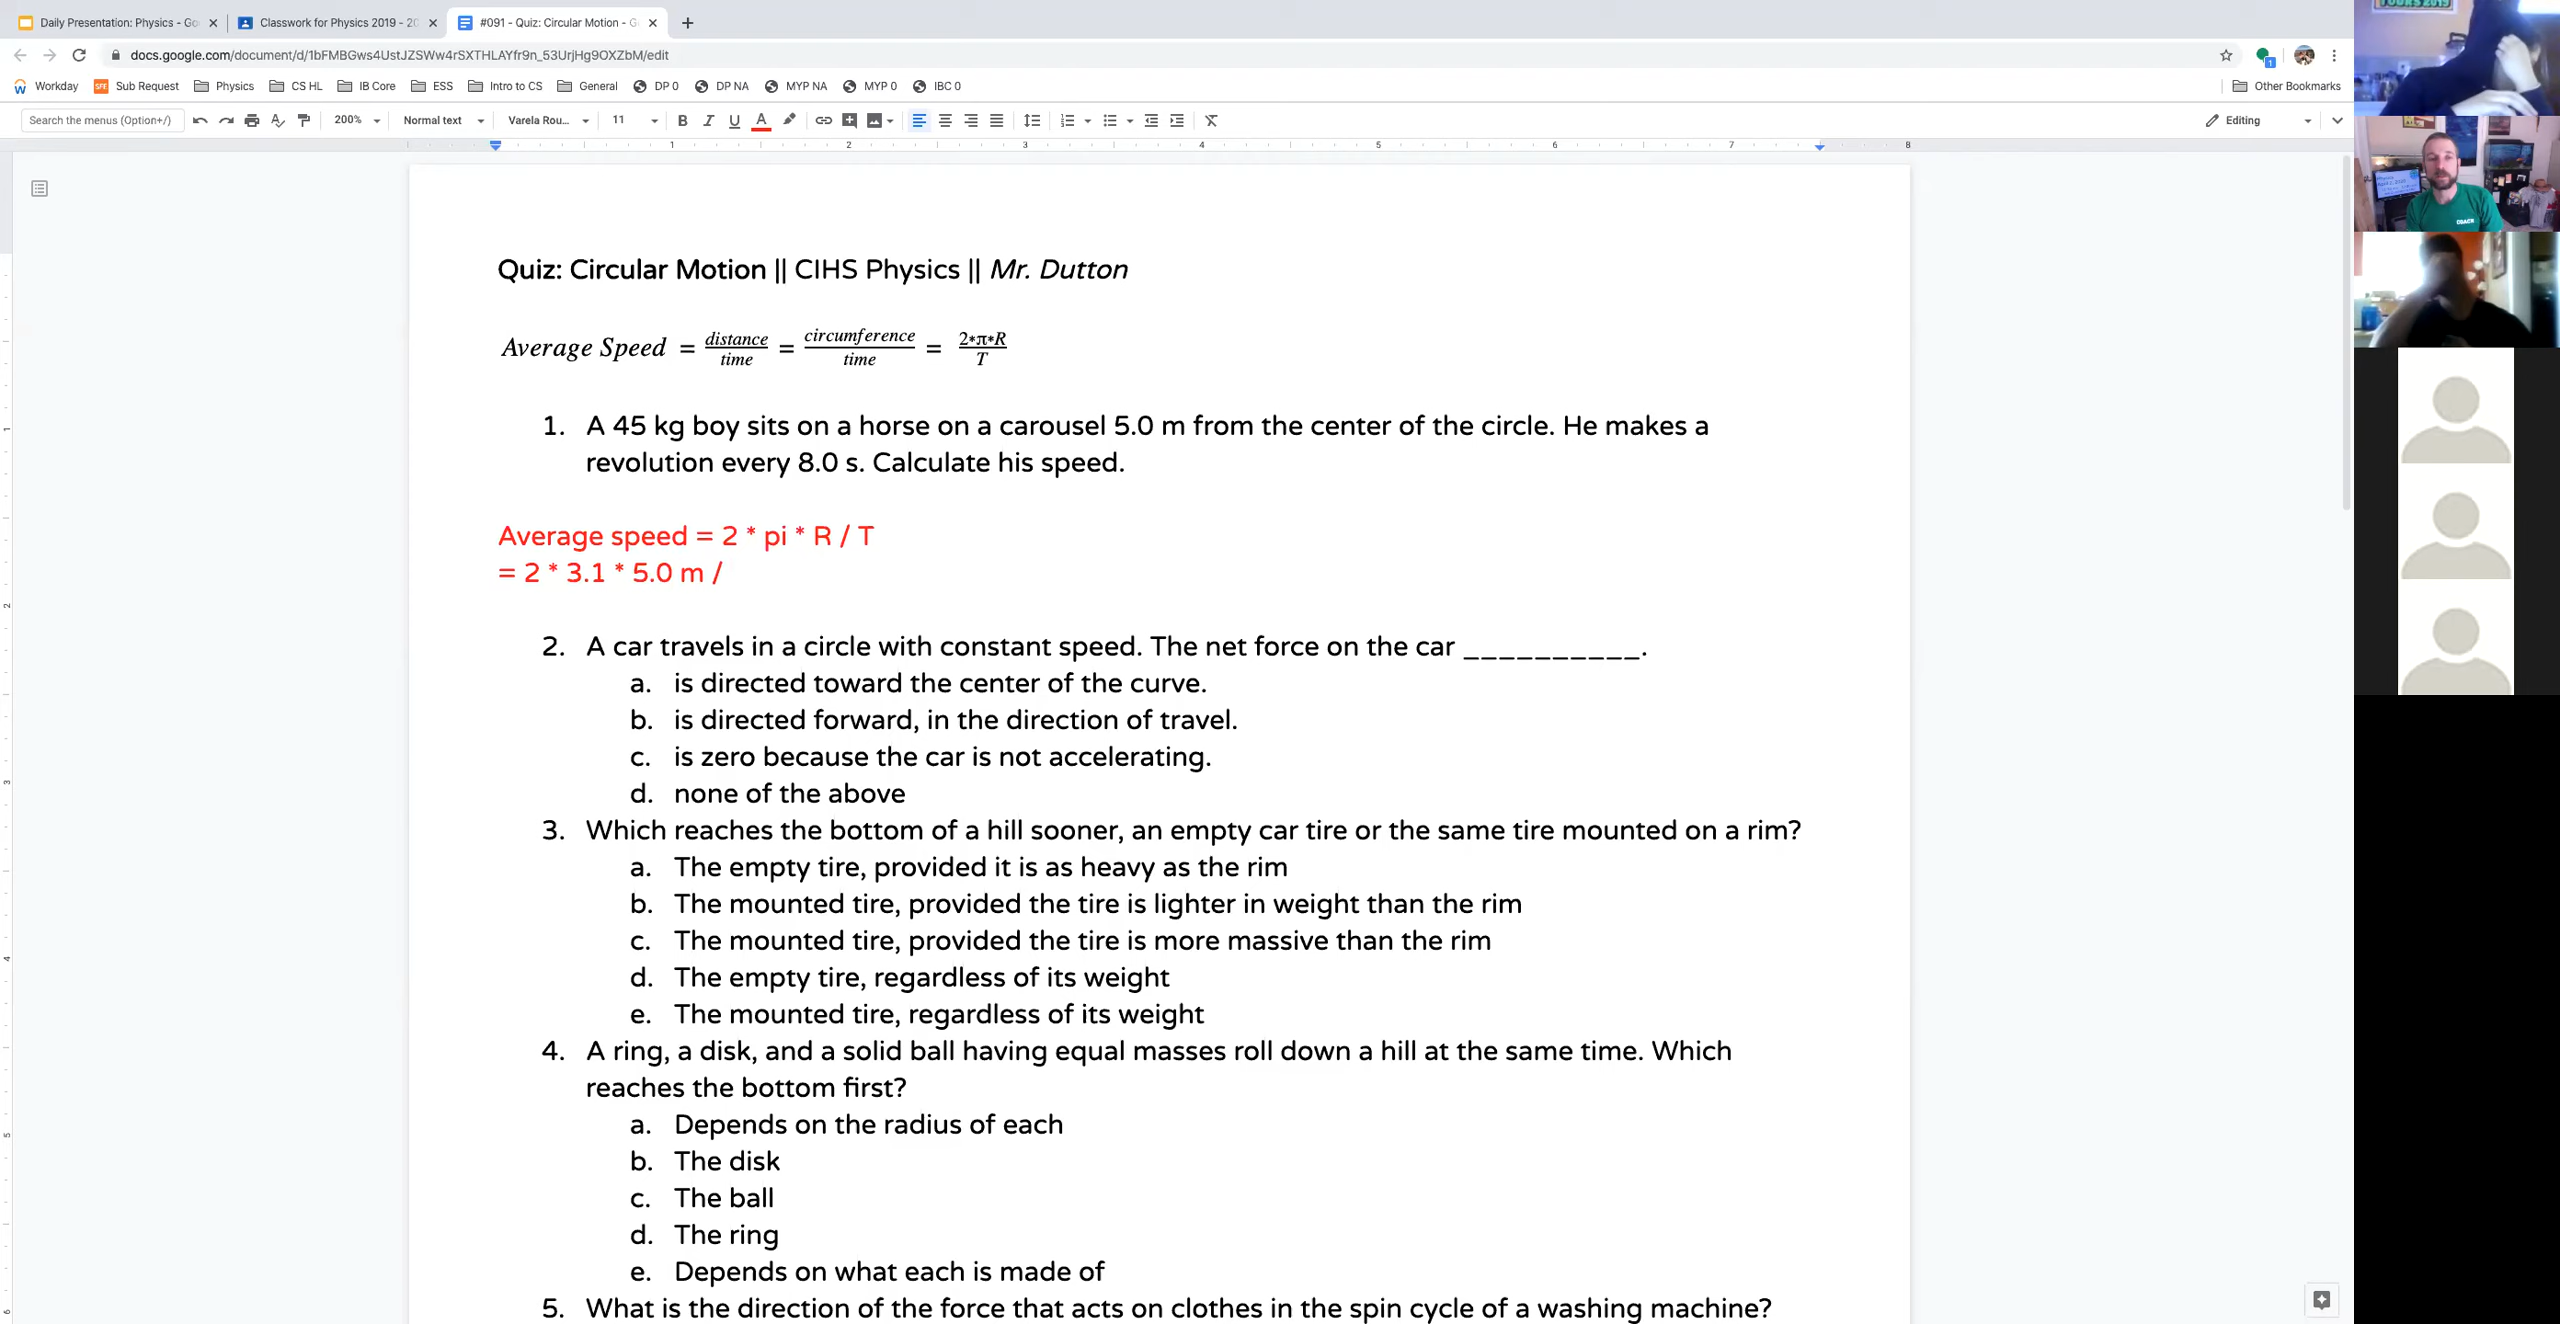 Daily Presentation: Physics - Go
Classwork for Physics 2019 - 20
#091 - Quiz: Circular Motion - G
docs.google.com/document/d/1bFMBGws4UstJZSWw4rSXTHLAYfr9n_53UrjHg9OXZbM/edit
Workday
Sub Request
Physics
CS HL
IB Core
ESS
Intro to CS
General
DP 0
DP NA
MYP NA
MYP 0
IBC 0
Other Bookmarks
Search the menus (Option+/)
200%
Normal text
Varela Rou...
11
Editing
1 2 3 4 5 6 7 8
Quiz: Circular Motion || CIHS Physics || Mr. Dutton
Average Speed = distance/time = circumference/time = 2*π*R/T
1. A 45 kg boy sits on a horse on a carousel 5.0 m from the center of the circle. He makes a
revolution every 8.0 s. Calculate his speed.
Average speed = 2 * pi * R / T
= 2 * 3.1 * 5.0 m /
2. A car travels in a circle with constant speed. The net force on the car __________.
a. is directed toward the center of the curve.
b. is directed forward, in the direction of travel.
c. is zero because the car is not accelerating.
d. none of the above
3. Which reaches the bottom of a hill sooner, an empty car tire or the same tire mounted on a rim?
a. The empty tire, provided it is as heavy as the rim
b. The mounted tire, provided the tire is lighter in weight than the rim
c. The mounted tire, provided the tire is more massive than the rim
d. The empty tire, regardless of its weight
e. The mounted tire, regardless of its weight
4. A ring, a disk, and a solid ball having equal masses roll down a hill at the same time. Which
reaches the bottom first?
a. Depends on the radius of each
b. The disk
c. The ball
d. The ring
e. Depends on what each is made of
5. What is the direction of the force that acts on clothes in the spin cycle of a washing machine?
TOURS 2019
COACH